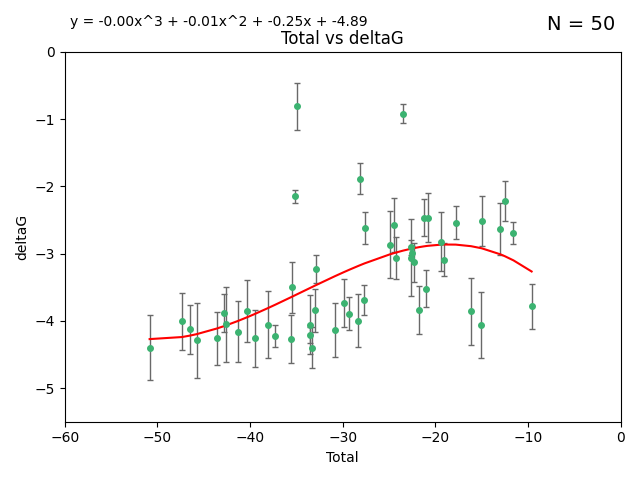 y = -0.00x^3 + -0.01x^2 + -0.25x + -4.89
N = 50
Total vs deltaG
0
−1
−2
−3
−4
−5
deltaG
−60 −50 −40 −30 −20 −10 0
Total